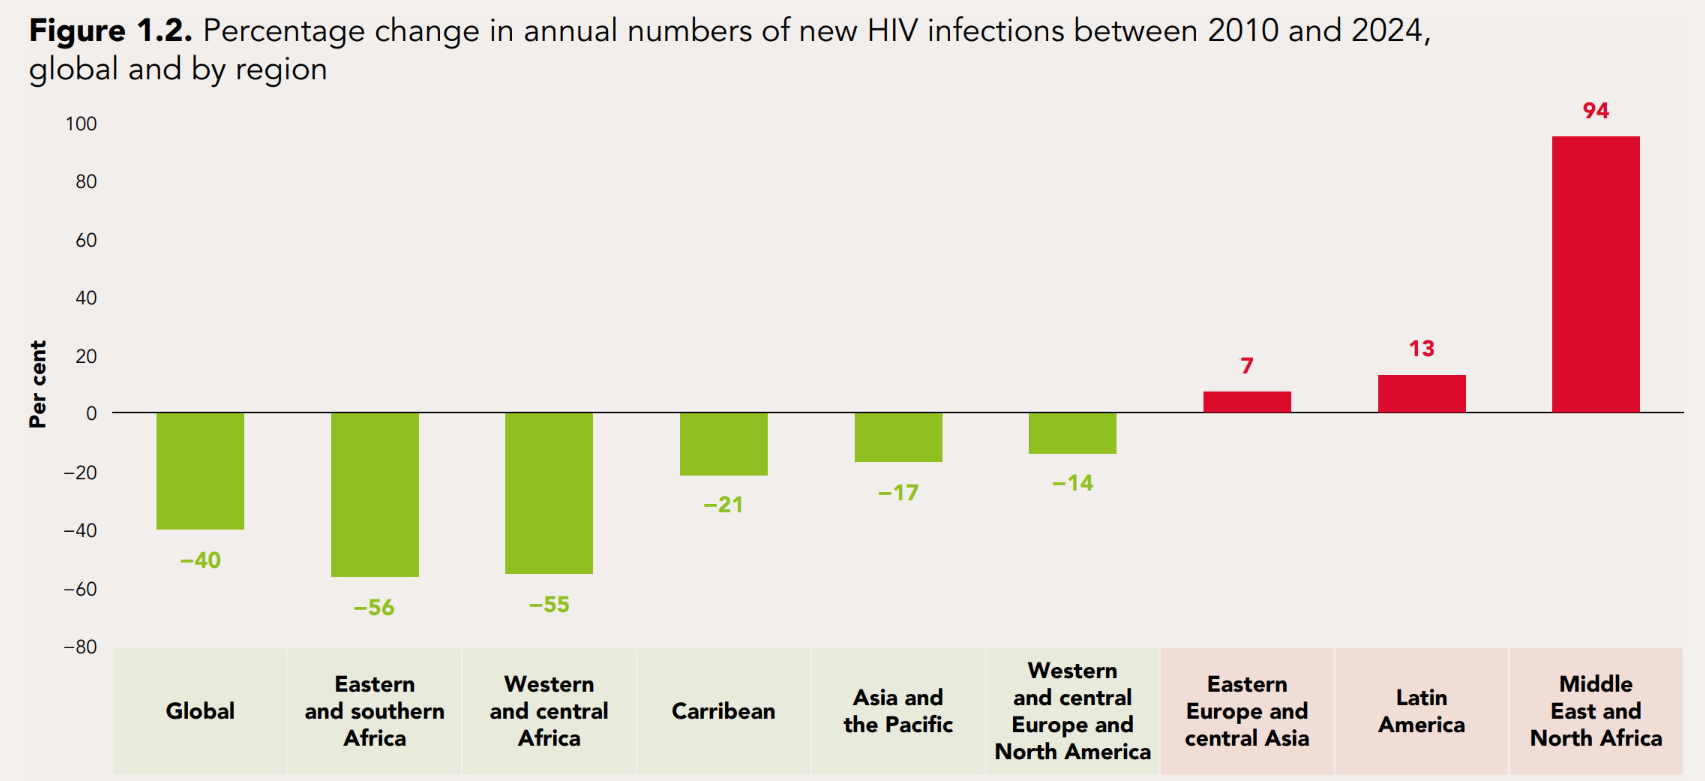 Figure 1.2. Percentage change in annual numbers of new HIV infections between 2010 and 2024,
global and by region
Per cent
100
80
60
40
20
0
−20
−40
−60
−80
−40
−56
−55
−21
−17
−14
7
13
94
Global
Eastern
and southern
Africa
Western
and central
Africa
Carribean
Asia and
the Pacific
Western
and central
Europe and
North America
Eastern
Europe and
central Asia
Latin
America
Middle
East and
North Africa